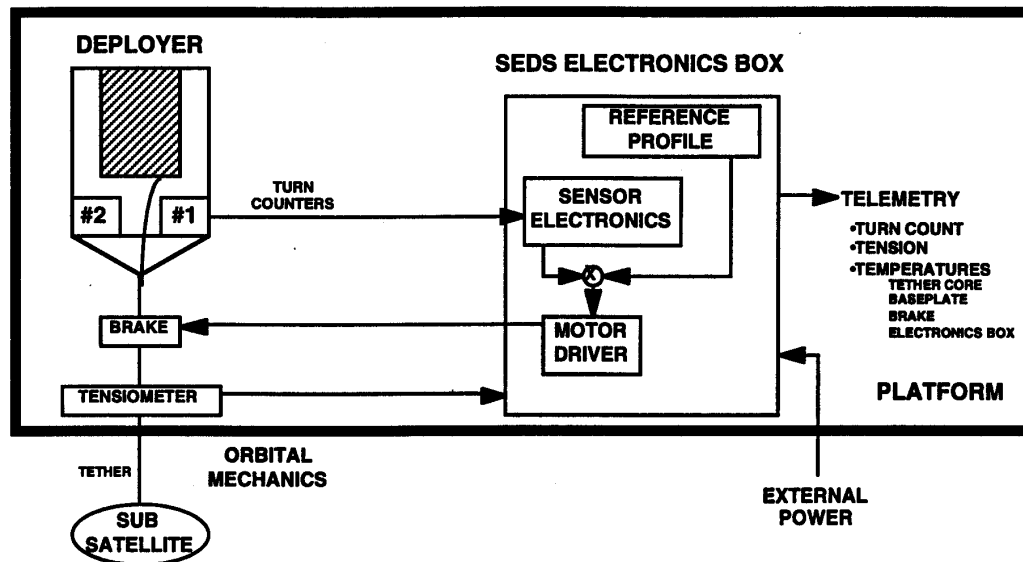 DEPLOYER
SEDS ELECTRONICS BOX
REFERENCE
PROFILE
TURN
COUNTERS
#2
#1
SENSOR
ELECTRONICS
TELEMETRY
•TURN COUNT
•TENSION
•TEMPERATURES
TETHER CORE
BASEPLATE
BRAKE
ELECTRONICS BOX
X
BRAKE
MOTOR
DRIVER
TENSIOMETER
PLATFORM
ORBITAL
MECHANICS
TETHER
EXTERNAL
POWER
SUB
SATELLITE